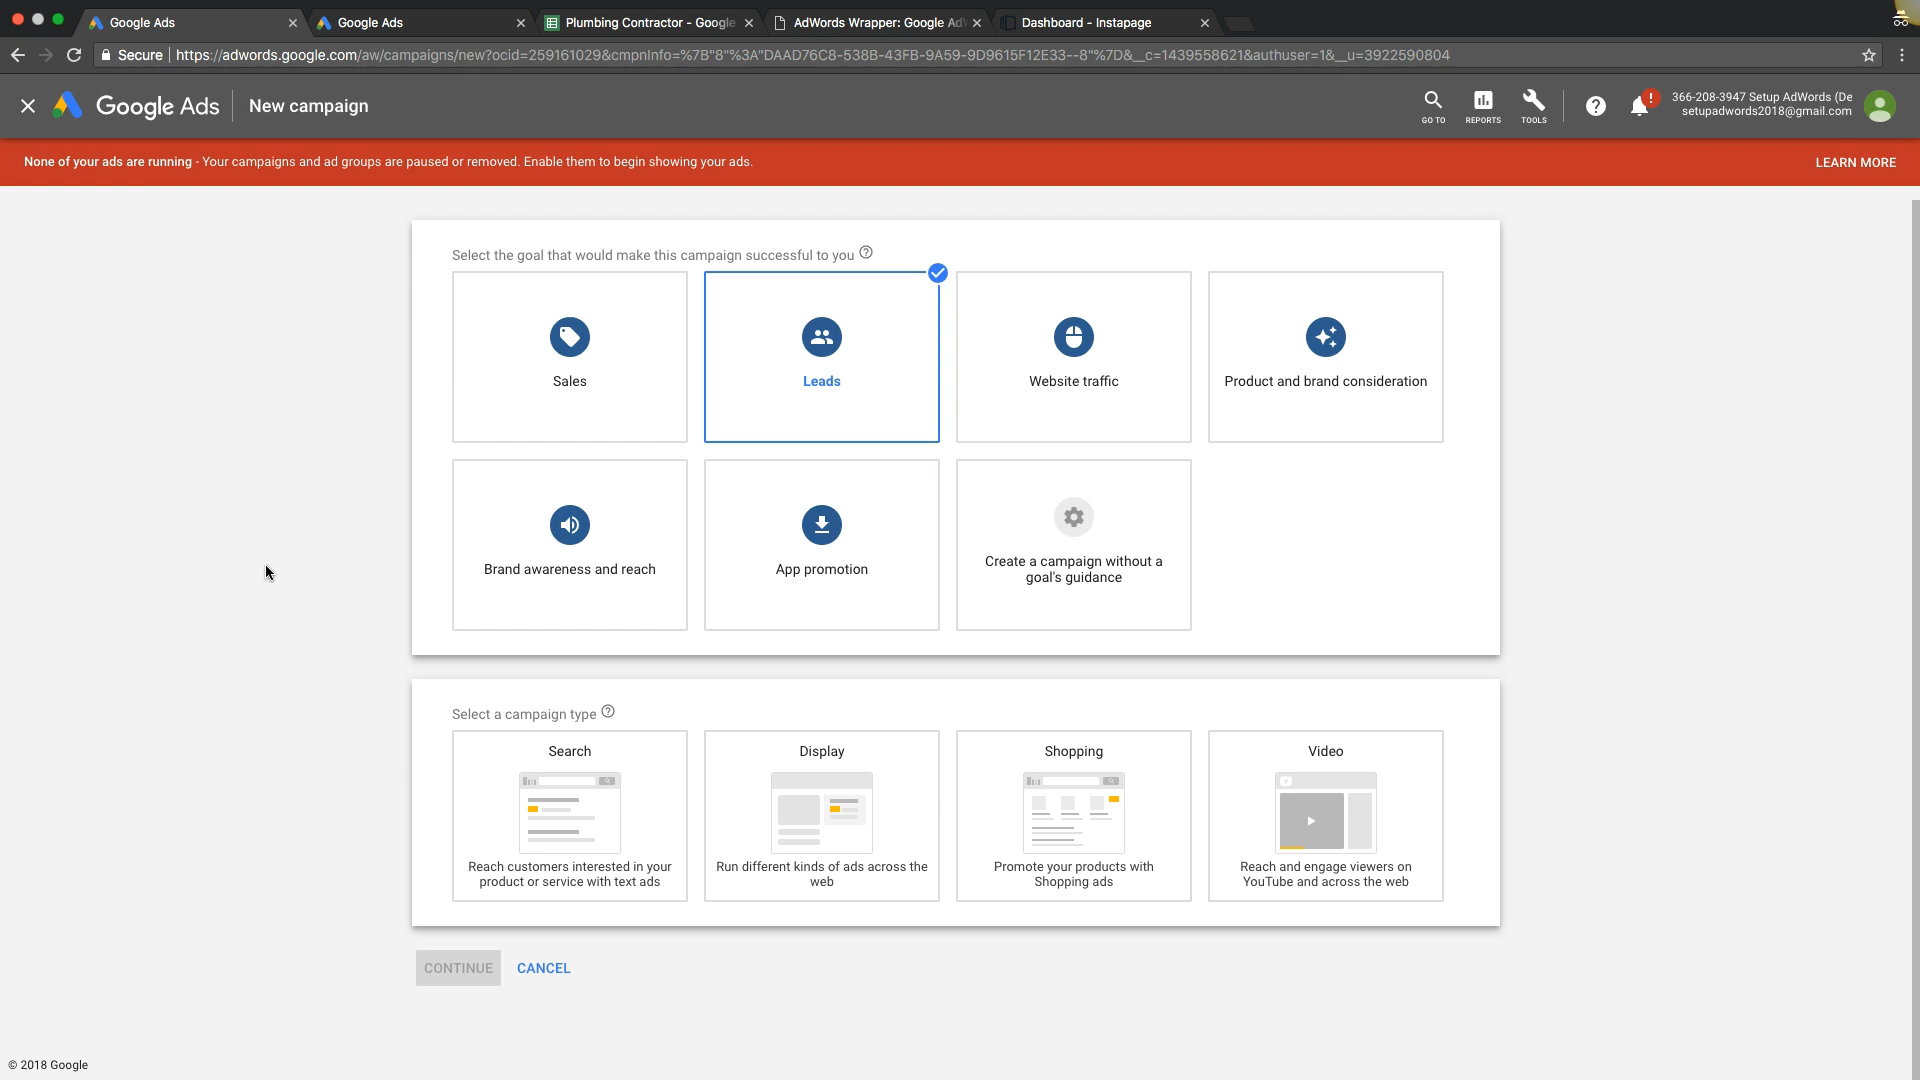 Google Ads
Google Ads
Plumbing Contractor - Google
AdWords Wrapper: Google Ad
Dashboard - Instapage
Secure
https://adwords.google.com/aw/campaigns/new?ocid=259161029&cmpnInfo=%7B"8"%3A"DAAD76C8-538B-43FB-9A59-9D9615F12E33--8"%7D&__c=1439558621&authuser=1&__u=3922590804
Google Ads
New campaign
GO TO
REPORTS
TOOLS
366-208-3947 Setup AdWords (De
setupadwords2018@gmail.com
None of your ads are running - Your campaigns and ad groups are paused or removed. Enable them to begin showing your ads.
LEARN MORE
Select the goal that would make this campaign successful to you
Sales
Leads
Website traffic
Product and brand consideration
Brand awareness and reach
App promotion
Create a campaign without a
goal's guidance
Select a campaign type
Search
Reach customers interested in your
product or service with text ads
Display
Run different kinds of ads across the
web
Shopping
Promote your products with
Shopping ads
Video
Reach and engage viewers on
YouTube and across the web
CONTINUE
CANCEL
© 2018 Google